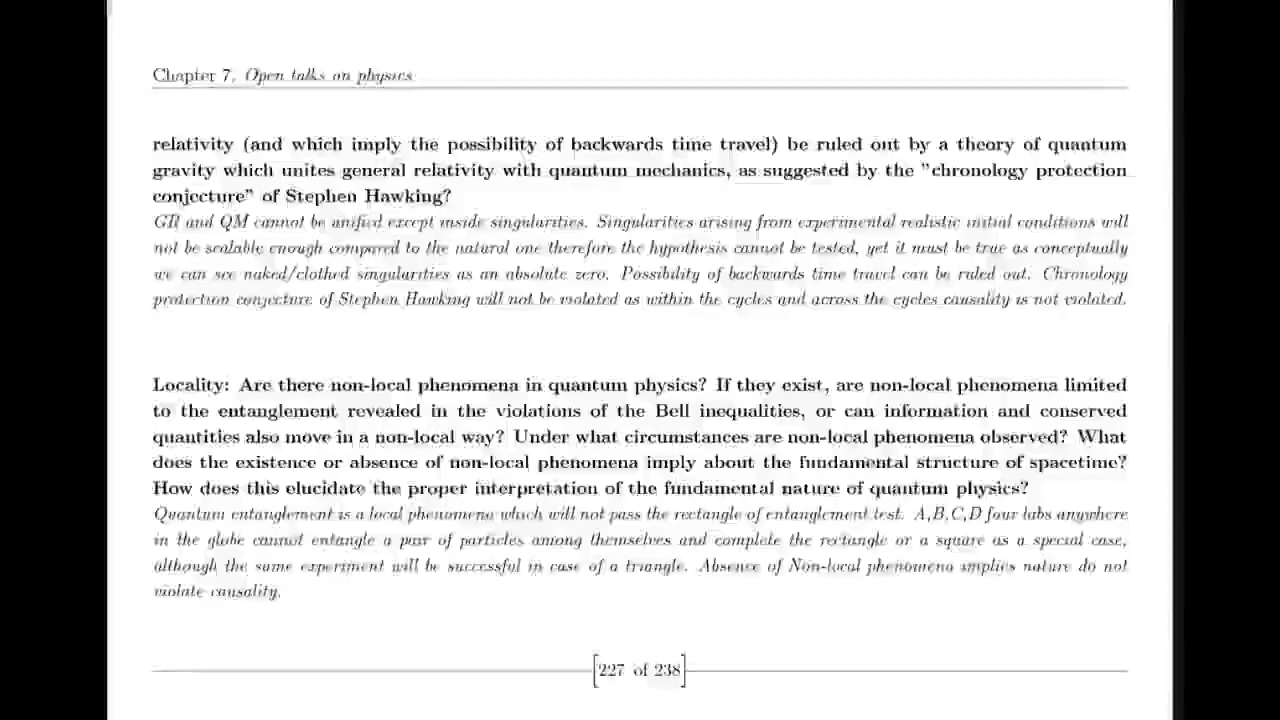 Chapter 7. Open talks on physics
relativity (and which imply the possibility of backwards time travel) be ruled out by a theory of quantum
gravity which unites general relativity with quantum mechanics, as suggested by the "chronology protection
conjecture" of Stephen Hawking?
GR and QM cannot be unified except inside singularities. Singularities arising from experimental realistic initial conditions will
not be scalable enough compared to the natural one therefore the hypothesis cannot be tested, yet it must be true as conceptually
we can see naked/clothed singularities as an absolute zero. Possibility of backwards time travel can be ruled out. Chronology
protection conjecture of Stephen Hawking will not be violated as within the cycles and across the cycles causality is not violated.
Locality: Are there non-local phenomena in quantum physics? If they exist, are non-local phenomena limited
to the entanglement revealed in the violations of the Bell inequalities, or can information and conserved
quantities also move in a non-local way? Under what circumstances are non-local phenomena observed? What
does the existence or absence of non-local phenomena imply about the fundamental structure of spacetime?
How does this elucidate the proper interpretation of the fundamental nature of quantum physics?
Quantum entanglement is a local phenomena which will not pass the rectangle of entanglement test. A,B,C,D four labs anywhere
in the globe cannot entangle a pair of particles among themselves and complete the rectangle or a square as a special case,
although the same experiment will be successful in case of a triangle. Absence of Non-local phenomena implies nature do not
violate causality.
227 of 238